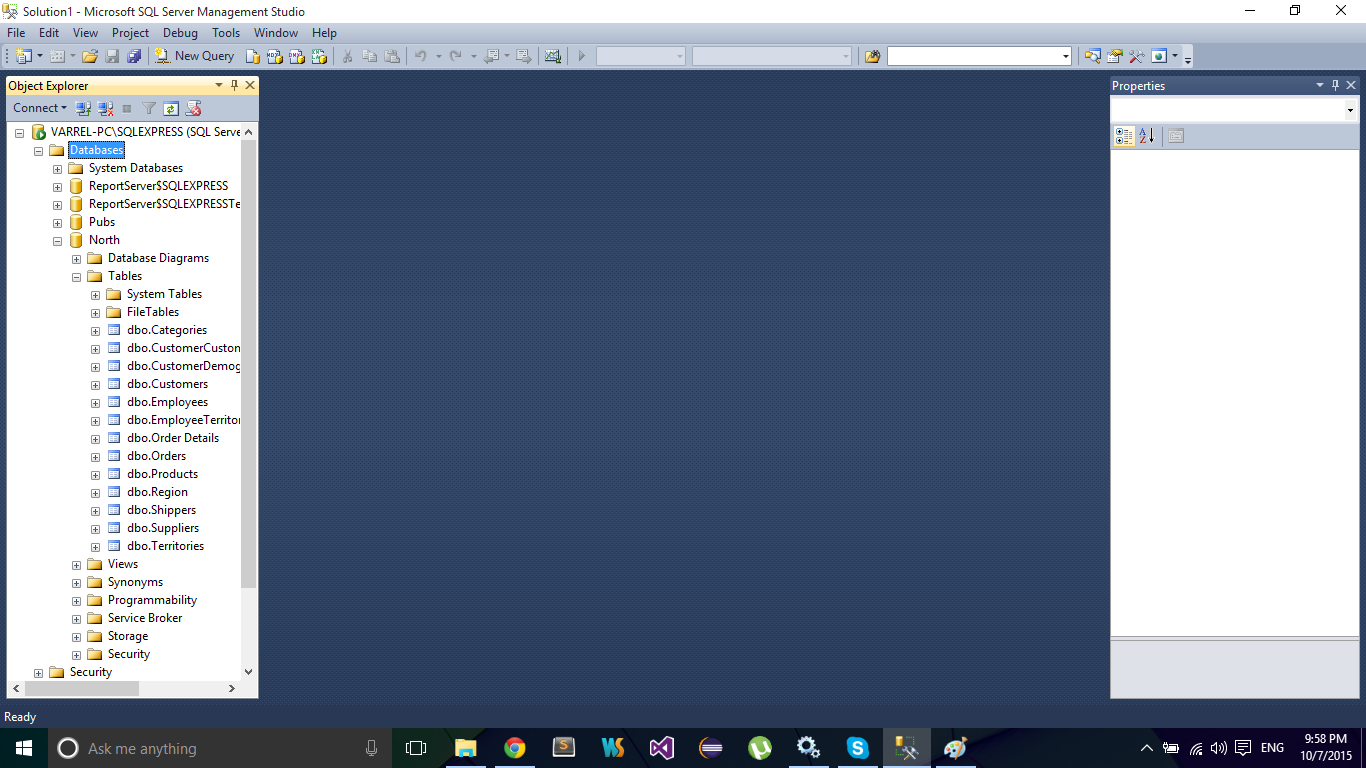 Solution1 - Microsoft SQL Server Management Studio
File Edit View Project Debug Tools Window Help
New Query
Object Explorer
Connect
VARREL-PC\SQLEXPRESS (SQL Serve
Databases
System Databases
ReportServer$SQLEXPRESS
ReportServer$SQLEXPRESSTe
Pubs
North
Database Diagrams
Tables
System Tables
FileTables
dbo.Categories
dbo.CustomerCuston
dbo.CustomerDemog
dbo.Customers
dbo.Employees
dbo.EmployeeTerritor
dbo.Order Details
dbo.Orders
dbo.Products
dbo.Region
dbo.Shippers
dbo.Suppliers
dbo.Territories
Views
Synonyms
Programmability
Service Broker
Storage
Security
Security
Properties
Ready
Ask me anything
ENG
9:58 PM
10/7/2015